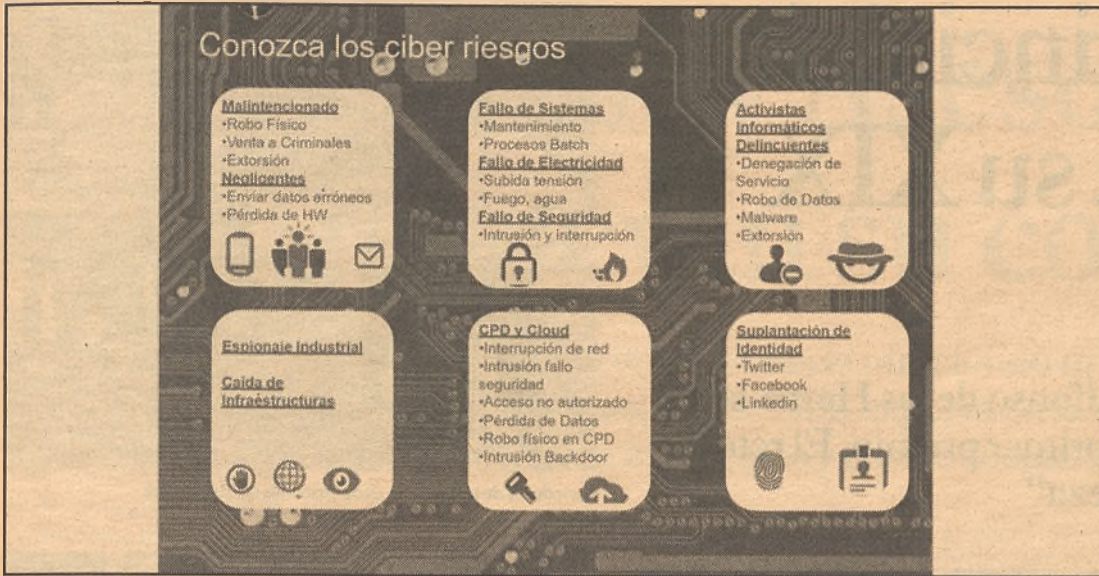 Conozca los ciber riesgos
Malintencionado
•Robo Físico
•Venta a Criminales
•Extorsión
Negligentes
•Enviar datos erróneos
•Pérdida de HW
Fallo de Sistemas
•Mantenimiento
•Procesos Batch
Fallo de Electricidad
•Subida tensión
•Fuego, agua
Fallo de Seguridad
•Intrusión y interrupción
Activistas
Informáticos
Delincuentes
•Denegación de
Servicio
•Robo de Datos
•Malware
•Extorsión
Espionaje Industrial
Caida de
Infraestructuras
CPD y Cloud
•Interrupción de red
•Intrusión fallo
seguridad
•Acceso no autorizado
•Pérdida de Datos
•Robo físico en CPD
•Intrusión Backdoor
Suplantación de
Identidad
•Twitter
•Facebook
•Linkedin